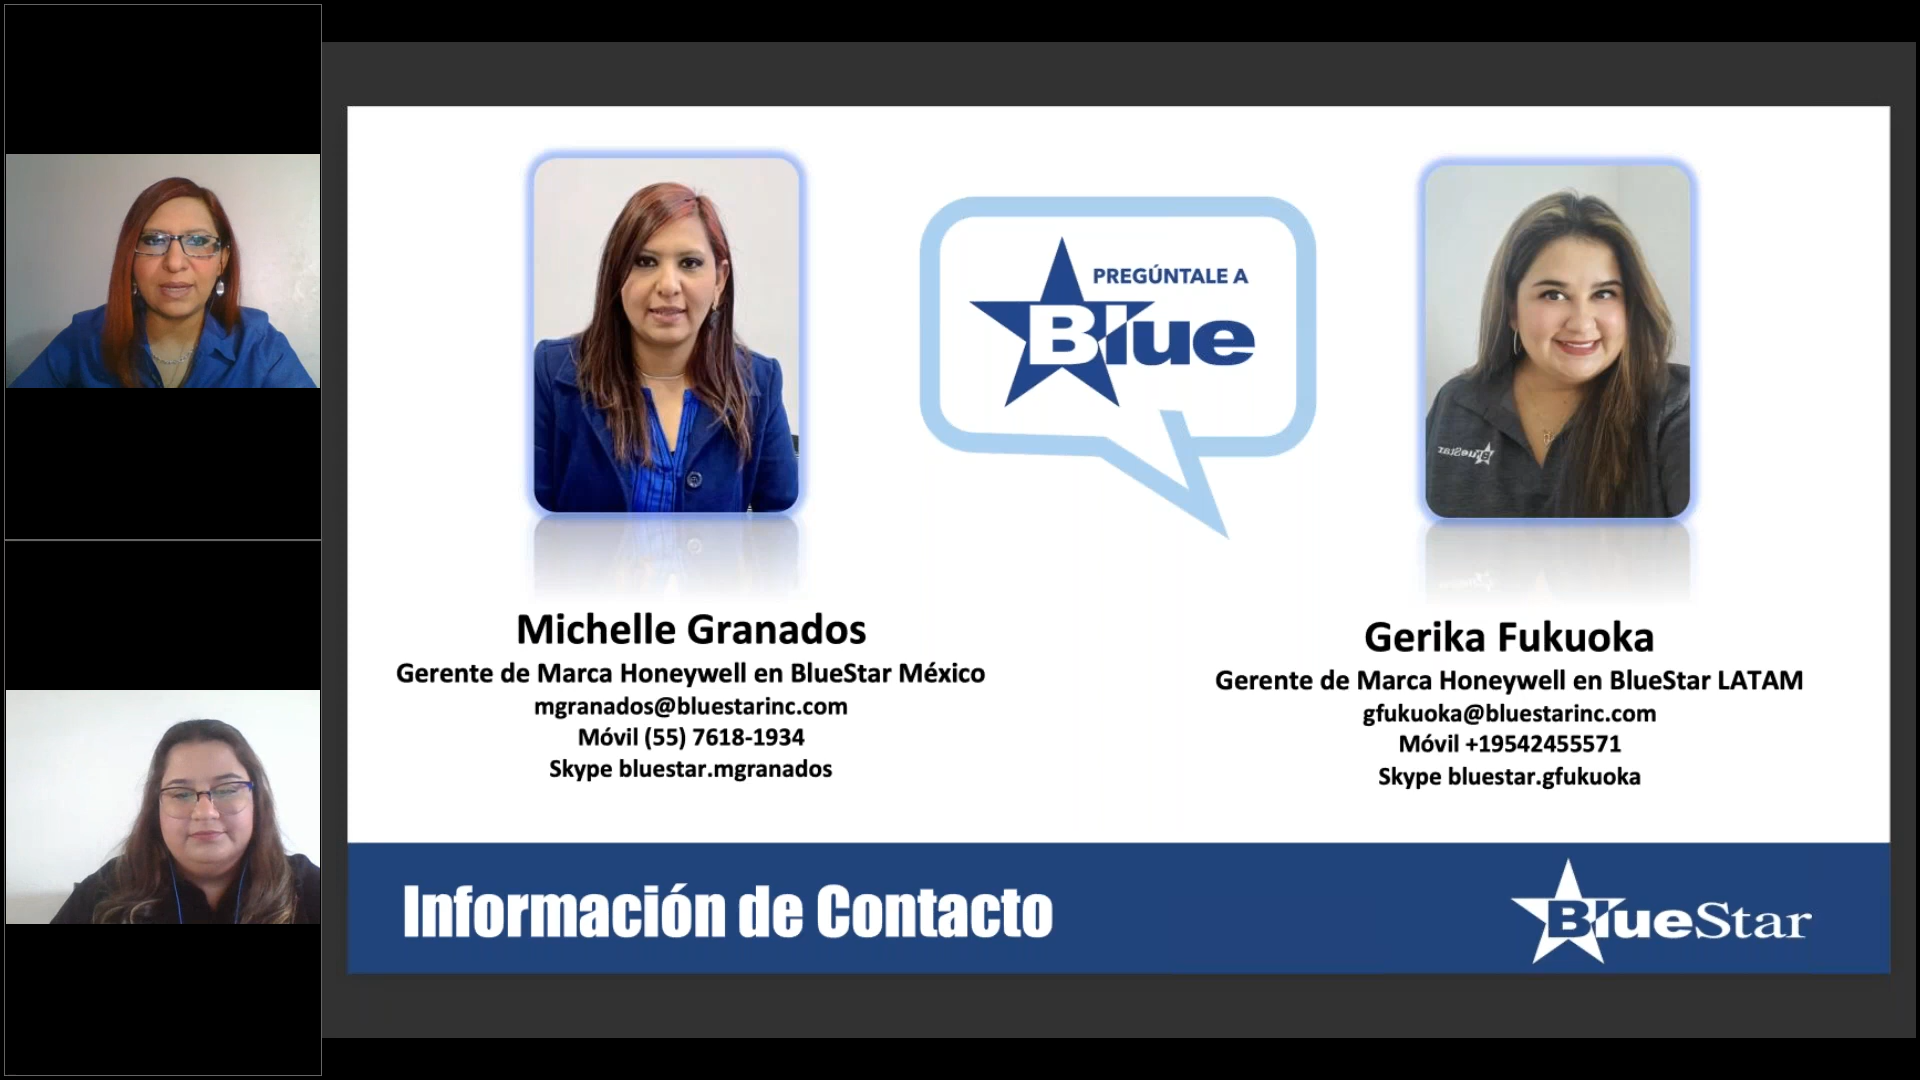 PREGÚNTALE A
Blue
Michelle Granados
Gerente de Marca Honeywell en BlueStar México
mgranados@bluestarinc.com
Móvil (55) 7618-1934
Skype bluestar.mgranados
BlueStar
Gerika Fukuoka
Gerente de Marca Honeywell en BlueStar LATAM
gfukuoka@bluestarinc.com
Móvil +19542455571
Skype bluestar.gfukuoka
Información de Contacto
BlueStar